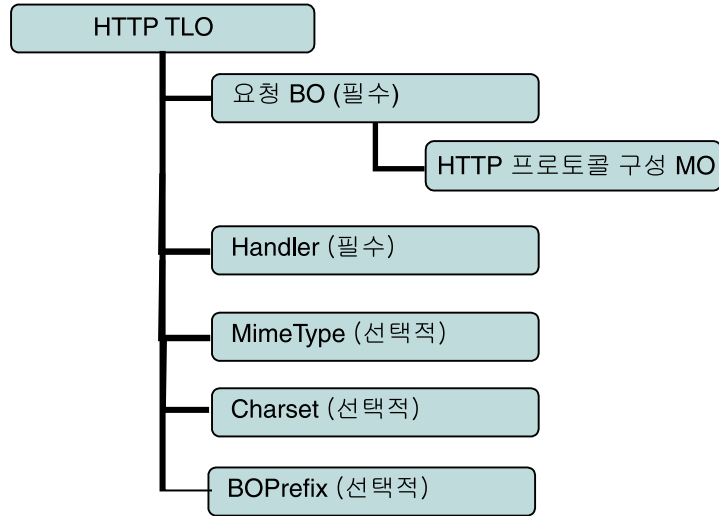 HTTP TLO
요청 BO (필수)
HTTP 프로토콜 구성 MO
Handler (필수)
MimeType (선택적)
Charset (선택적)
BOPrefix (선택적)